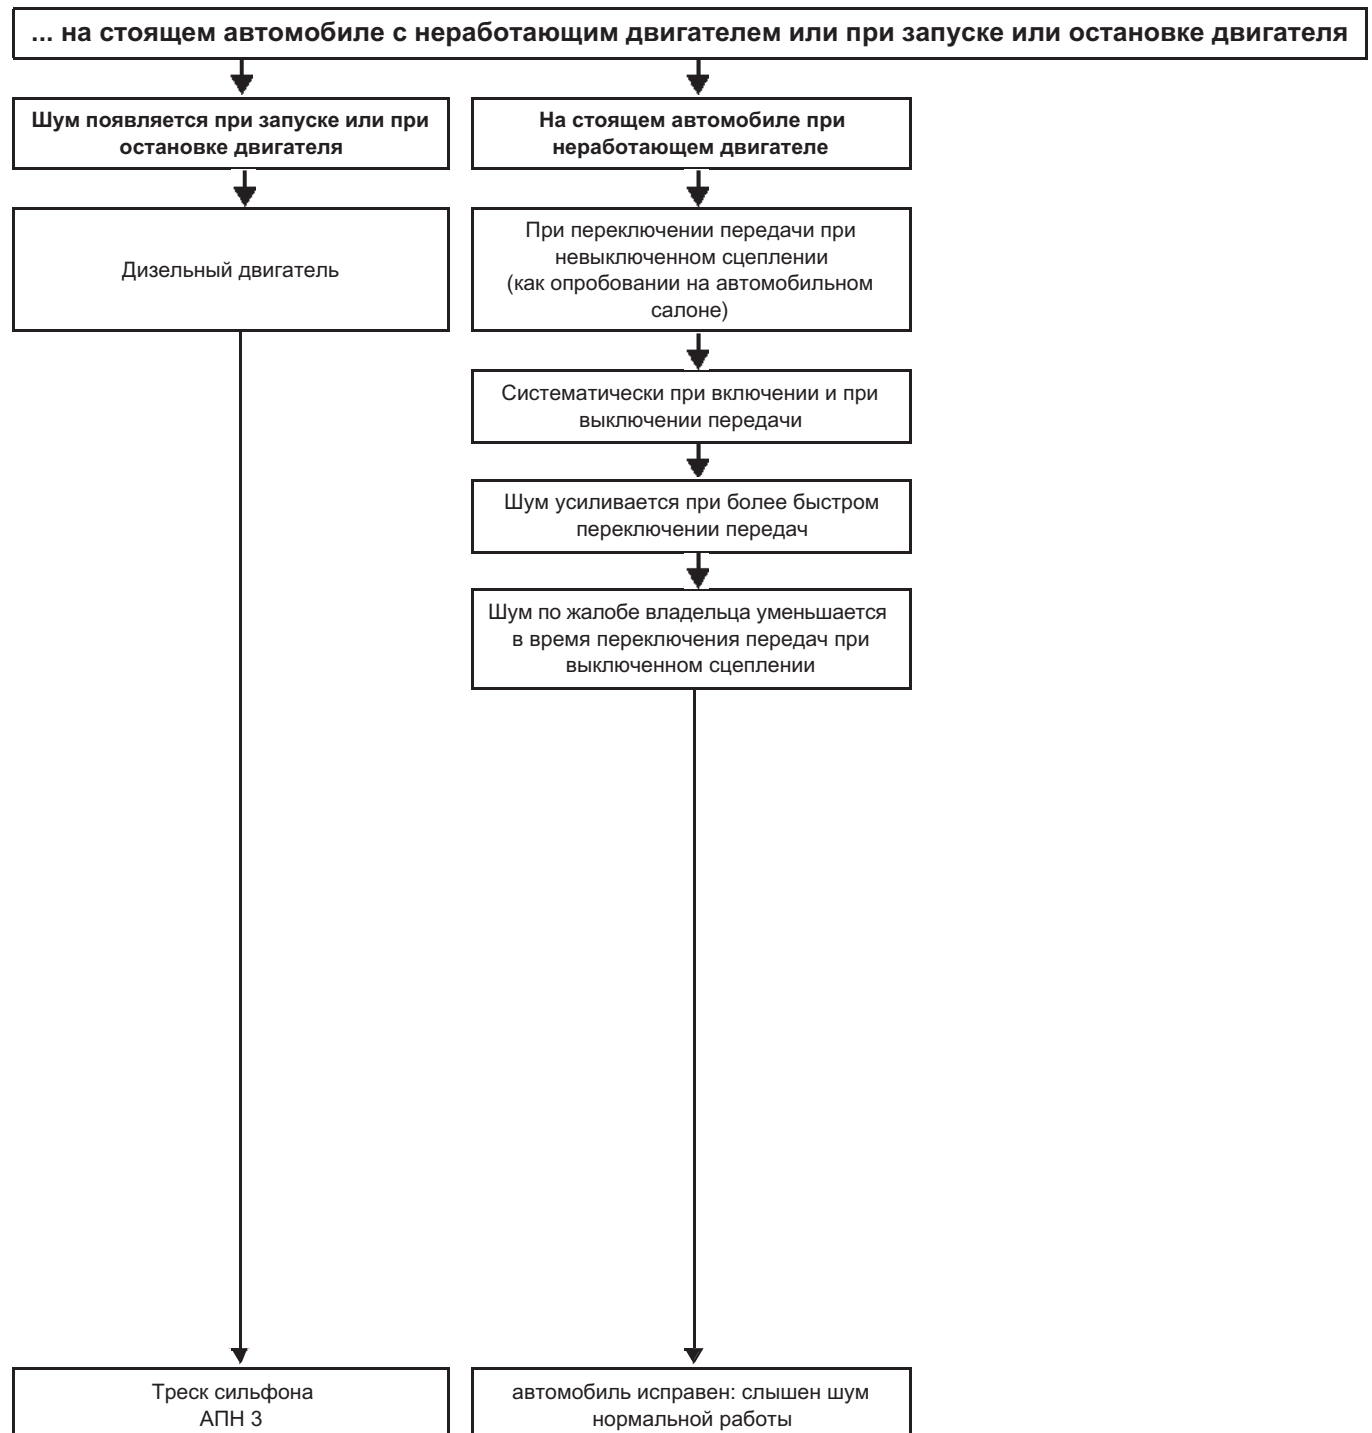 ... на стоящем автомобиле с неработающим двигателем или при запуске или остановке двигателя
Шум появляется при запуске или при
остановке двигателя
Дизельный двигатель
Треск сильфона
АПН 3
На стоящем автомобиле при
неработающем двигателе
При переключении передачи при
невыключенном сцеплении
(как опробовании на автомобильном
салоне)
Систематически при включении и при
выключении передачи
Шум усиливается при более быстром
переключении передач
Шум по жалобе владельца уменьшается
в время переключения передач при
выключенном сцеплении
автомобиль исправен: слышен шум
нормальной работы